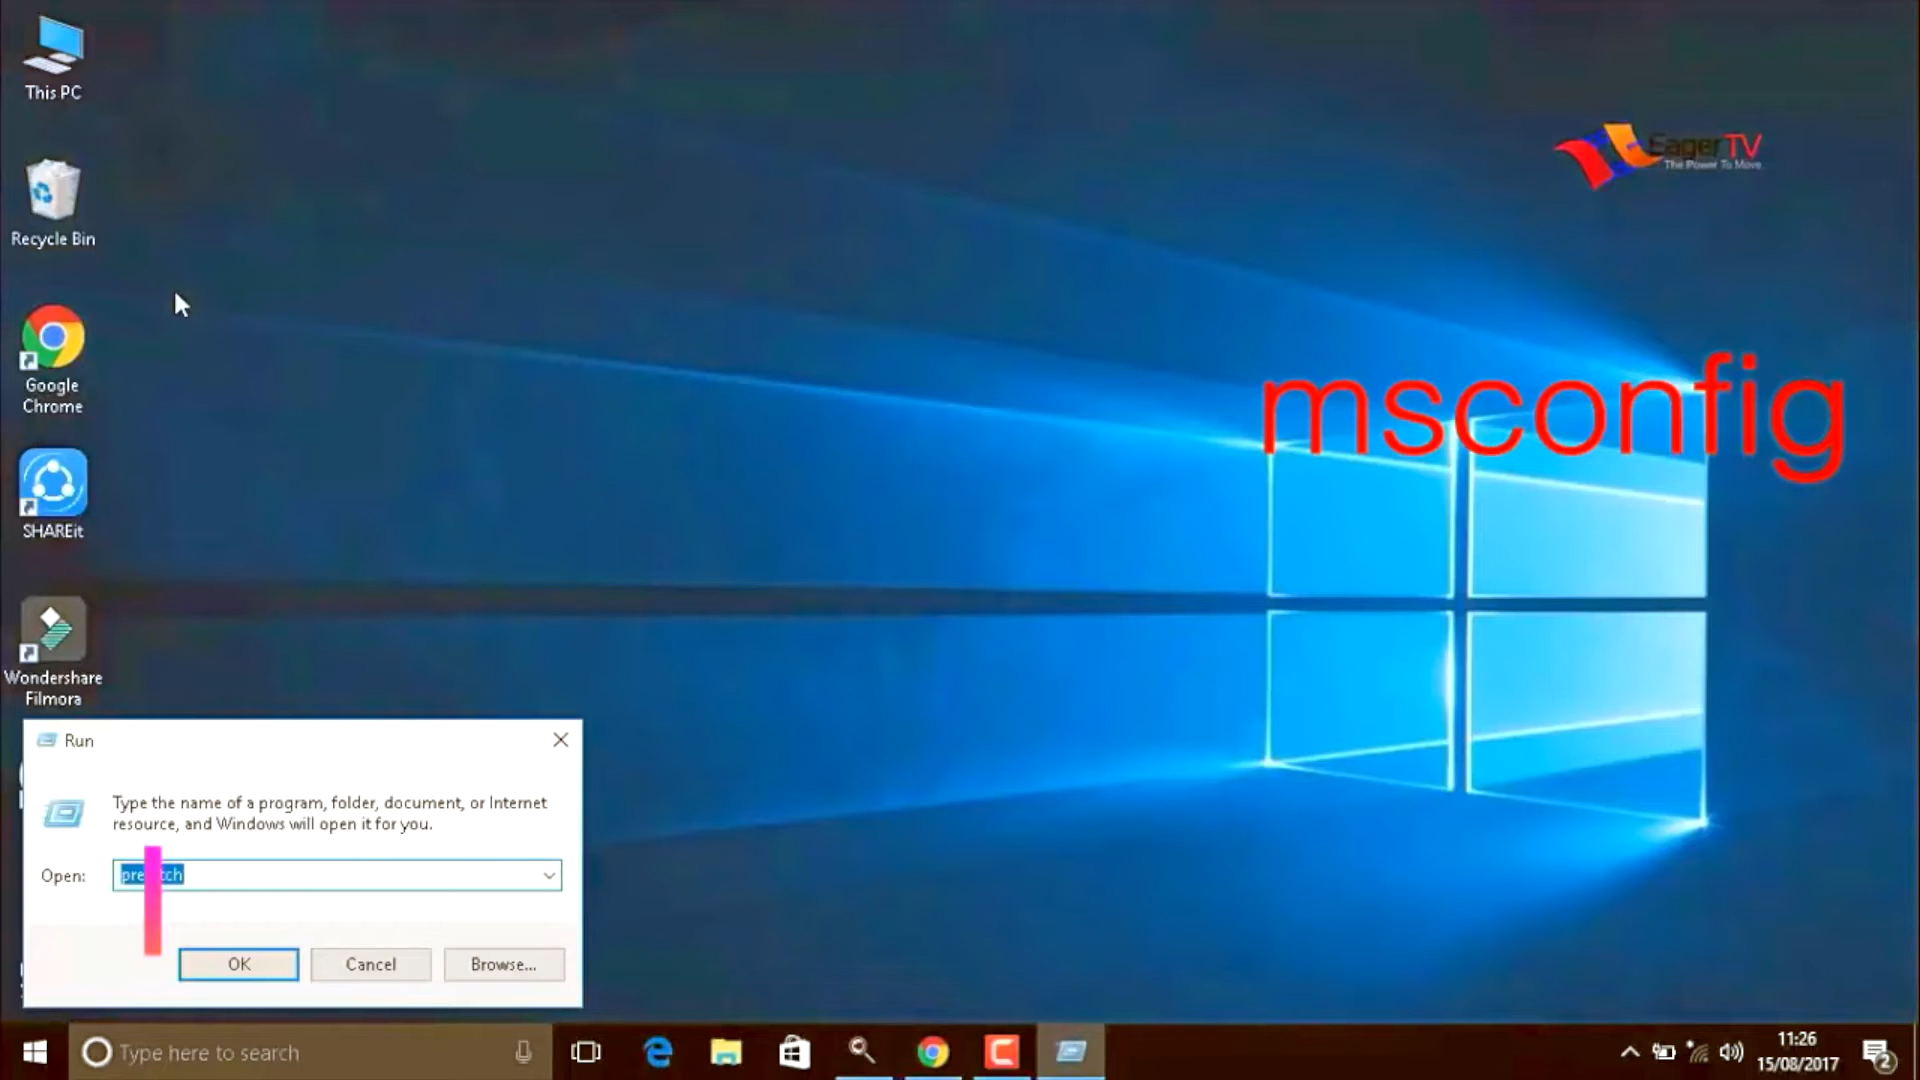 This PC
EagerTV
The Power To Move
Recycle Bin
Google
Chrome
msconfig
SHAREit
Wondershare
Filmora
Run
Type the name of a program, folder, document, or Internet
resource, and Windows will open it for you.
Open:
OK
Cancel
Browse...
Type here to search
11:26
15/08/2017
2